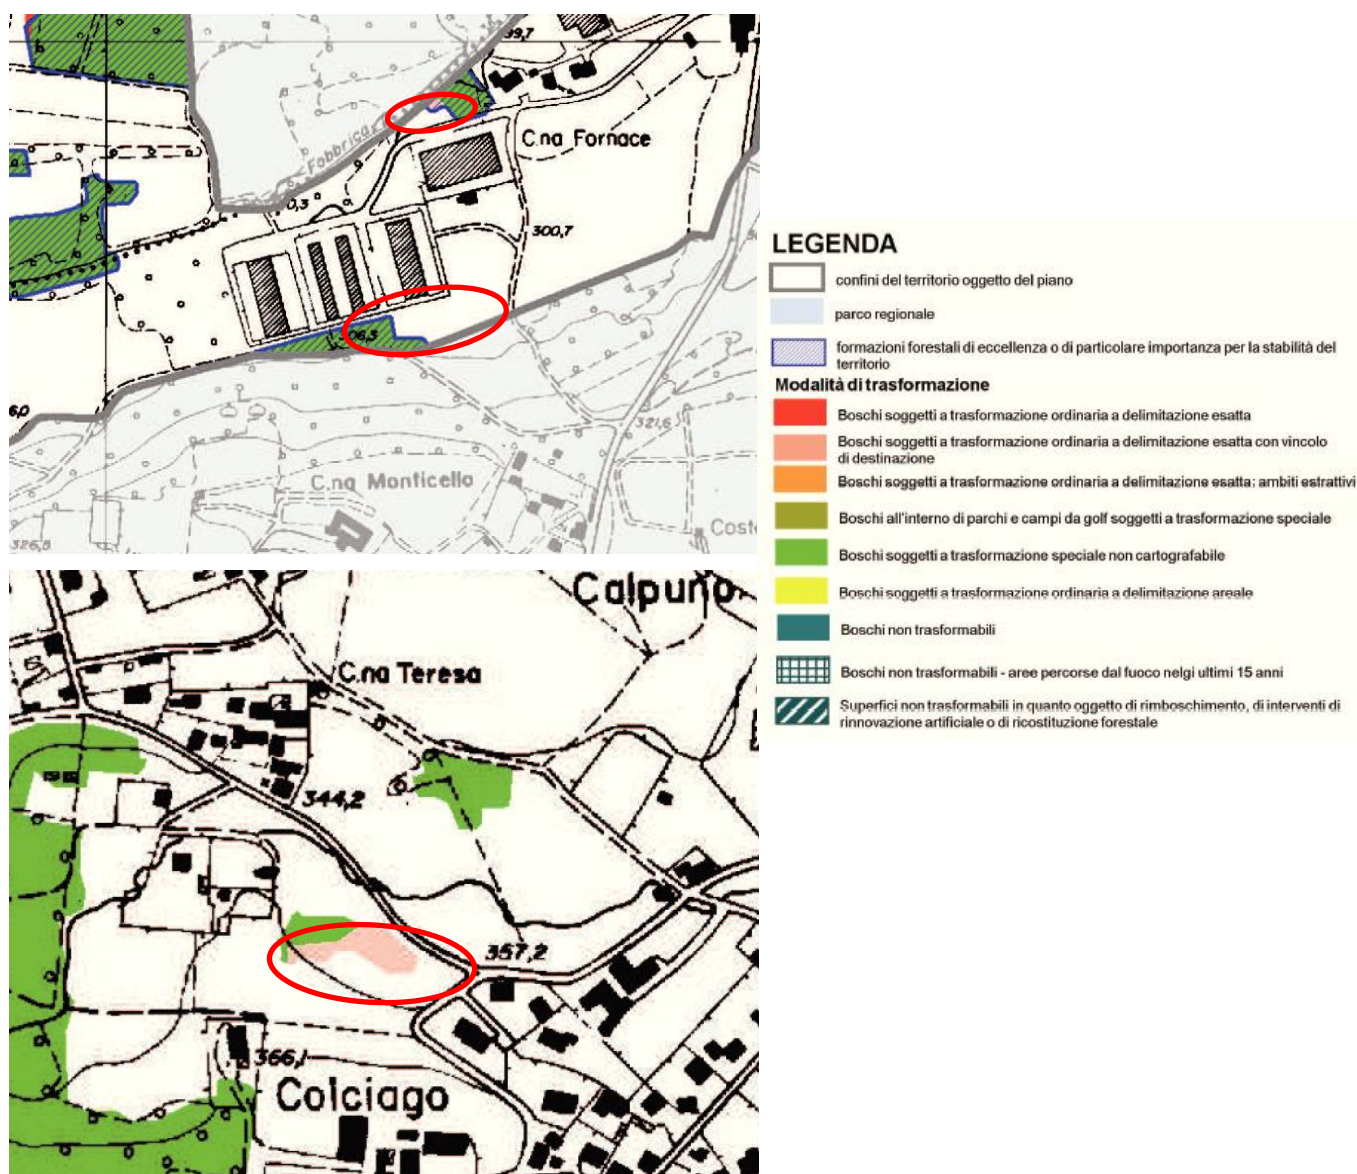 99,7
Fabbrica
C.na Fornace
0,3
300,7
306,3
6,0
321,6
C.na Monticello
Coste
326,8
LEGENDA
confini del territorio oggetto del piano
parco regionale
formazioni forestali di eccellenza o di particolare importanza per la stabilità del
territorio
Modalità di trasformazione
Boschi soggetti a trasformazione ordinaria a delimitazione esatta
Boschi soggetti a trasformazione ordinaria a delimitazione esatta con vincolo
di destinazione
Boschi soggetti a trasformazione ordinaria a delimitazione esatta: ambiti estrattivi
Boschi all'interno di parchi e campi da golf soggetti a trasformazione speciale
Boschi soggetti a trasformazione speciale non cartografabile
Boschi soggetti a trasformazione ordinaria a delimitazione areale
Boschi non trasformabili
Boschi non trasformabili - aree percorse dal fuoco nelgi ultimi 15 anni
Superfici non trasformabili in quanto oggetto di rimboschimento, di interventi di
rinnovazione artificiale o di ricostituzione forestale
Calpuno
C.na Teresa
344,2
357,2
366,1
Colciago